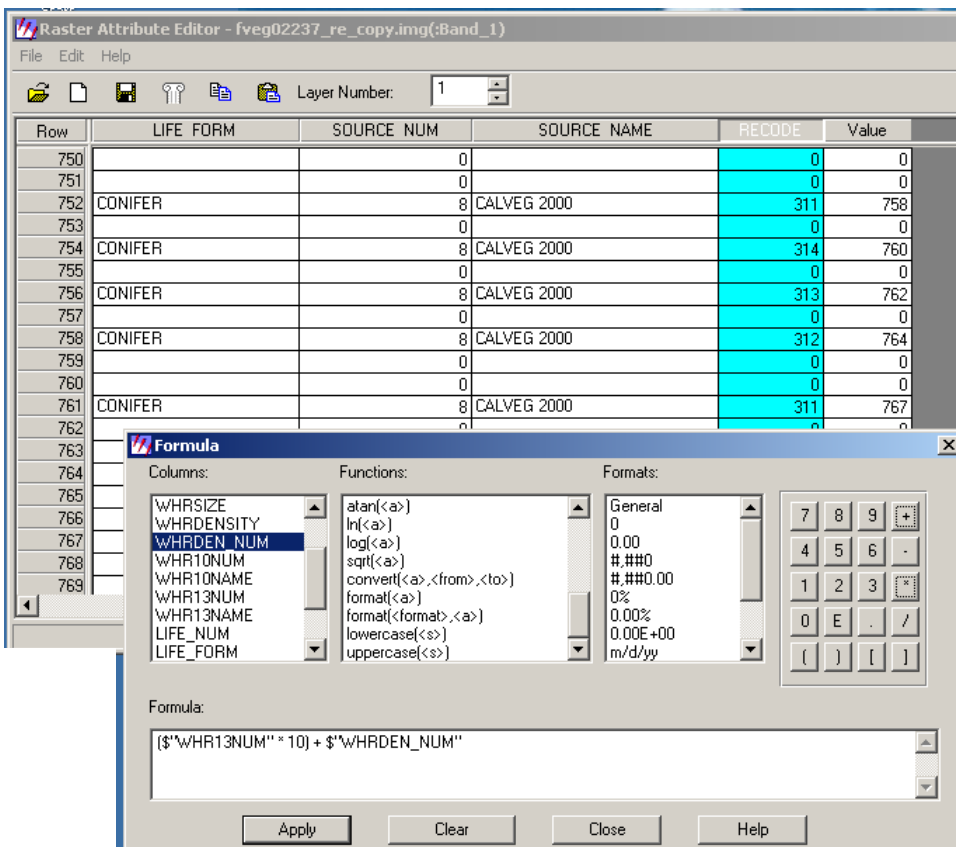 Raster Attribute Editor - fveg02237_re_copy.img(:Band_1)
File Edit Help
Layer Number: 1
Row LIFE_FORM SOURCE_NUM SOURCE_NAME RECODE Value
750 0 0 0
751 0 0 0
752 CONIFER 8 CALVEG 2000 311 758
753 0 0 0
754 CONIFER 8 CALVEG 2000 314 760
755 0 0 0
756 CONIFER 8 CALVEG 2000 313 762
757 0 0 0
758 CONIFER 8 CALVEG 2000 312 764
759 0 0 0
760 0 0 0
761 CONIFER 8 CALVEG 2000 311 767
762 0 0 0
763
764
765
766
767
768
769
Formula
Columns: Functions: Formats:
WHRSIZE atan(<a>) General 7 8 9 +
WHRDENSITY ln(<a>) 0
WHRDEN_NUM log(<a>) 0.00 4 5 6 -
WHR10NUM sqrt(<a>) #,##0
WHR10NAME convert(<a>,<from>,<to>) #,##0.00 1 2 3 *
WHR13NUM format(<a>) 0%
WHR13NAME format(<format>,<a>) 0.00% 0 E . /
LIFE_NUM lowercase(<s>) 0.00E+00
LIFE_FORM uppercase(<s>) m/d/yy ( ) [ ]
Formula:
($"WHR13NUM" * 10) + $"WHRDEN_NUM"
Apply Clear Close Help